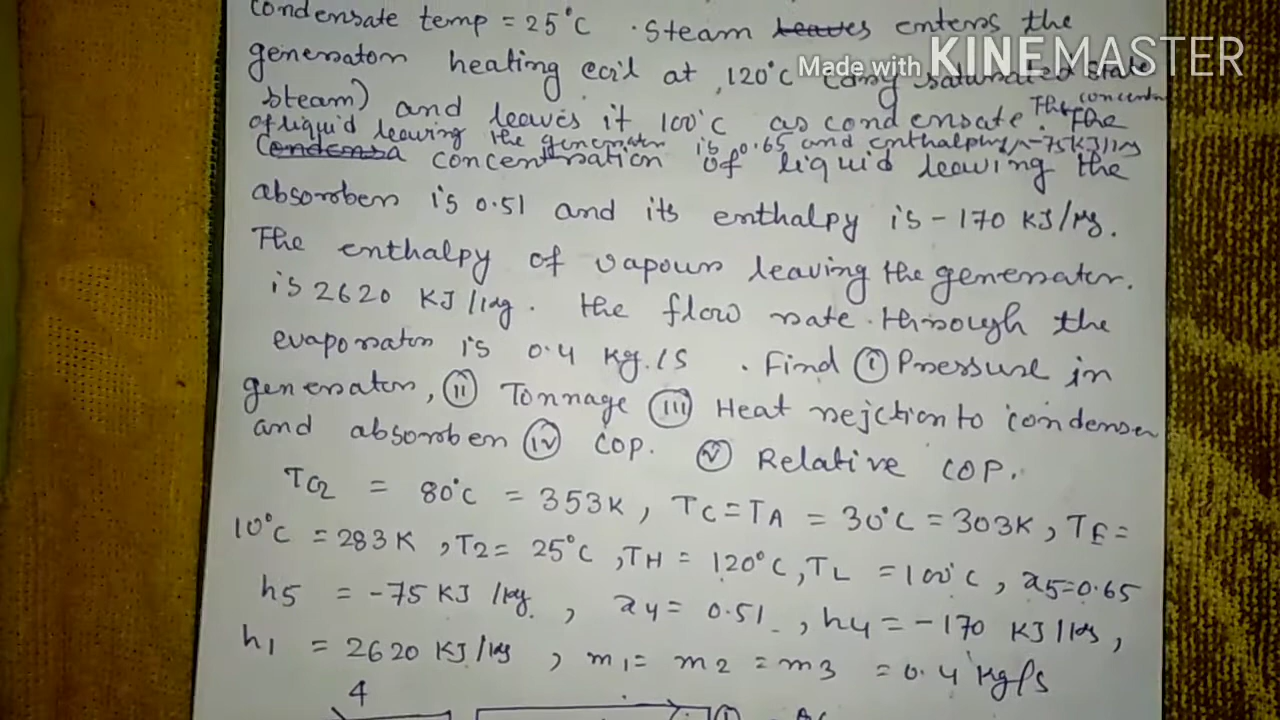 Condensate temp = 25°C . Steam leaves enters the
Made with KINEMASTER
generator heating coil at 120°C (dry saturated state
steam) and leaves it 100°C as condensate. The
The concentra
of liquid leaving the generator is 0.65 and enthalpy is -75 KJ/kg
Condensa concentration of liquid leaving the
absorber is 0.51 and its enthalpy is -170 KJ/kg.
The enthalpy of vapour leaving the generator.
is 2620 KJ/kg. the flow rate through the
evaporator is 0.4 kg/s . Find ⓘ Pressure in
generator, ⓘⓘ Tonnage ⓘⓘⓘ Heat rejction to condenser
and absorber ⓘⓥ COP. ⓥ Relative COP.
TG2 = 80°C = 353K, TC = TA = 30°C = 303K, TE =
10°C = 283K, T2 = 25°C, TH = 120°C, TL = 100°C, x5 = 0.65
h5 = -75 KJ/kg, x4 = 0.51, h4 = -170 KJ/kg,
h1 = 2620 KJ/kg, m1 = m2 = m3 = 0.4 kg/s
4
①